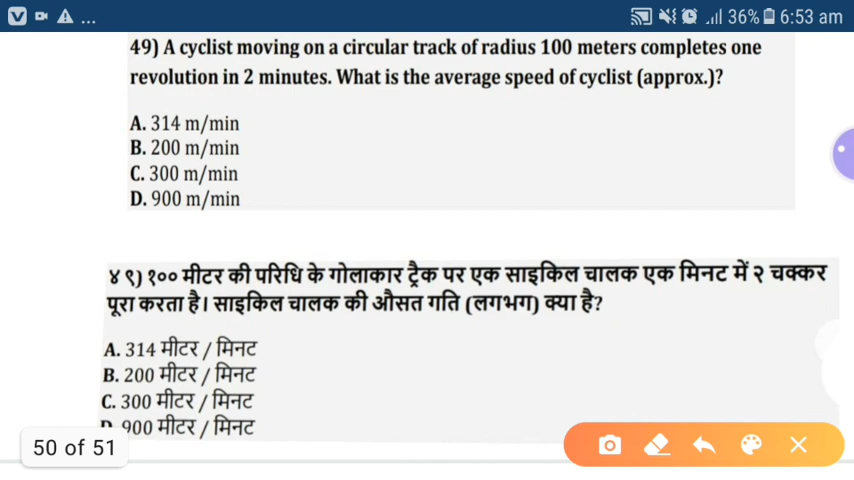 ... 36% 6:53 am
49) A cyclist moving on a circular track of radius 100 meters completes one
revolution in 2 minutes. What is the average speed of cyclist (approx.)?
A. 314 m/min
B. 200 m/min
C. 300 m/min
D. 900 m/min
४९) १०० मीटर की परिधि के गोलाकार ट्रैक पर एक साइकिल चालक एक मिनट में २ चक्कर
पूरा करता है। साइकिल चालक की औसत गति (लगभग) क्या है?
A. 314 मीटर / मिनट
B. 200 मीटर / मिनट
C. 300 मीटर / मिनट
D. 900 मीटर / मिनट
50 of 51